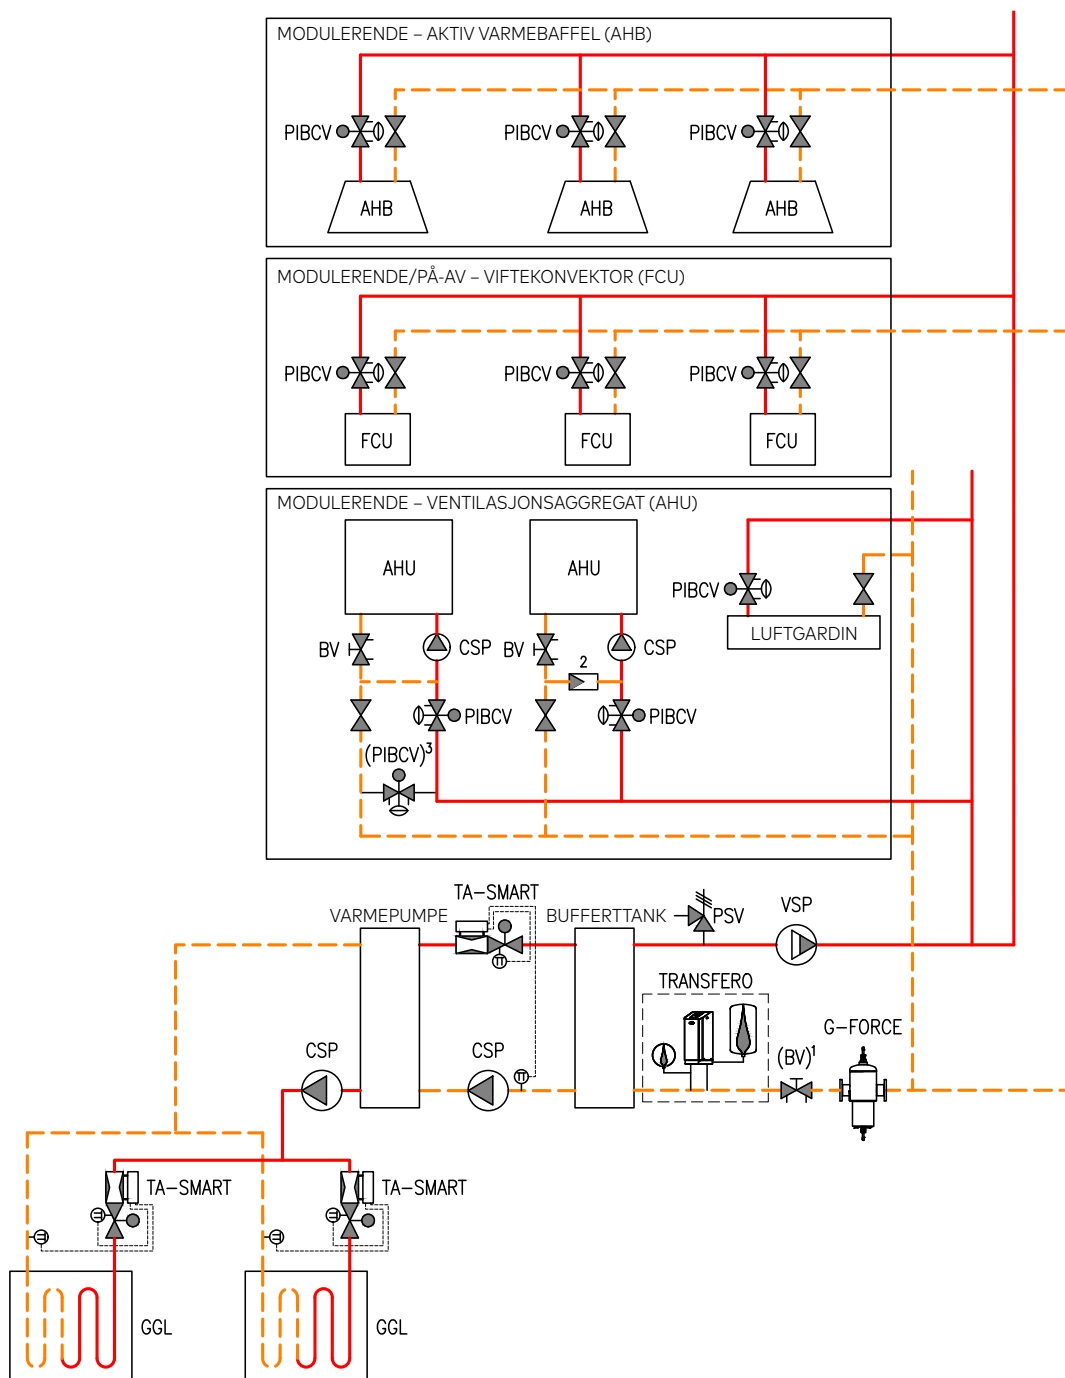 MODULERENDE – AKTIV VARMEBAFFEL (AHB)
PIBCV PIBCV PIBCV
AHB AHB AHB
MODULERENDE/PÅ-AV – VIFTEKONVEKTOR (FCU)
PIBCV PIBCV PIBCV
FCU FCU FCU
MODULERENDE – VENTILASJONSAGGREGAT (AHU)
AHU AHU
PIBCV
LUFTGARDIN
BV CSP BV CSP
2
PIBCV PIBCV
(PIBCV)³
TA-SMART
VARMEPUMPE BUFFERTTANK PSV VSP
TRANSFERO
G-FORCE
CSP CSP (BV)¹
TA-SMART TA-SMART
GGL GGL